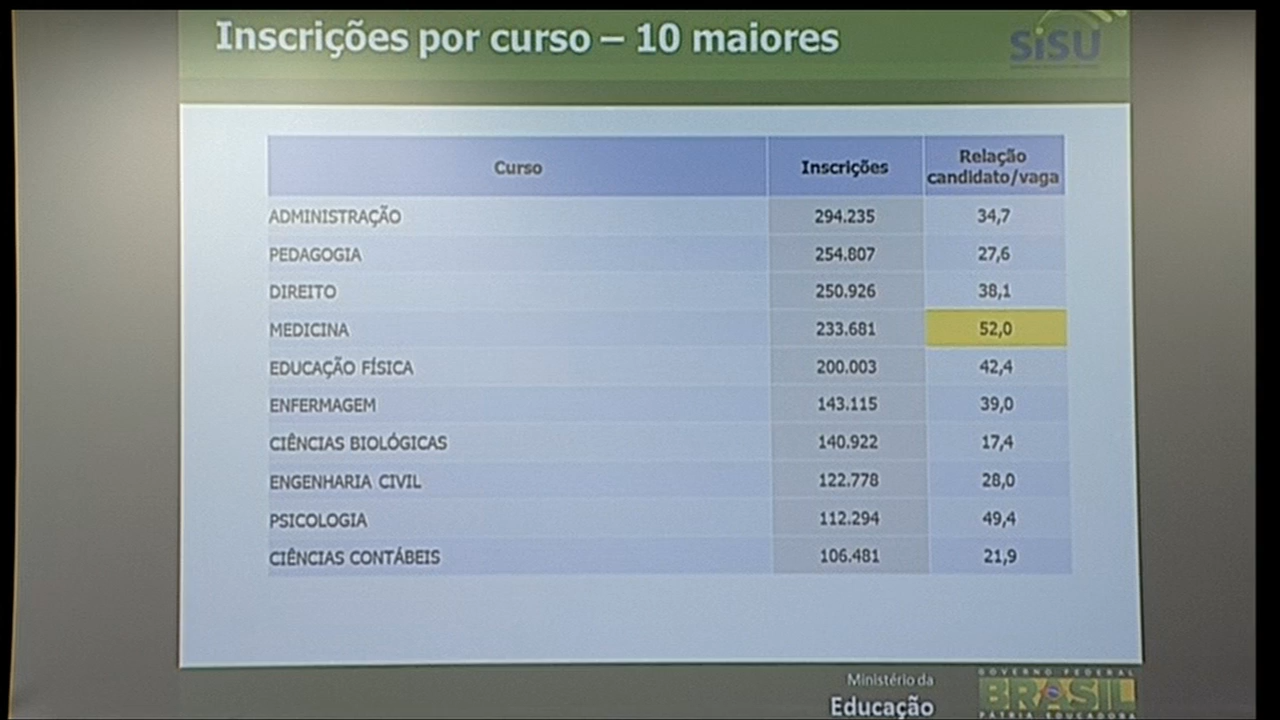 Inscrições por curso – 10 maiores
SiSU
Curso Inscrições Relação candidato/vaga
ADMINISTRAÇÃO 294.235 34,7
PEDAGOGIA 254.807 27,6
DIREITO 250.926 38,1
MEDICINA 233.681 52,0
EDUCAÇÃO FÍSICA 200.003 42,4
ENFERMAGEM 143.115 39,0
CIÊNCIAS BIOLÓGICAS 140.922 17,4
ENGENHARIA CIVIL 122.778 28,0
PSICOLOGIA 112.294 49,4
CIÊNCIAS CONTÁBEIS 106.481 21,9
Ministério da
Educação
GOVERNO FEDERAL
BRASIL
PÁTRIA EDUCADORA